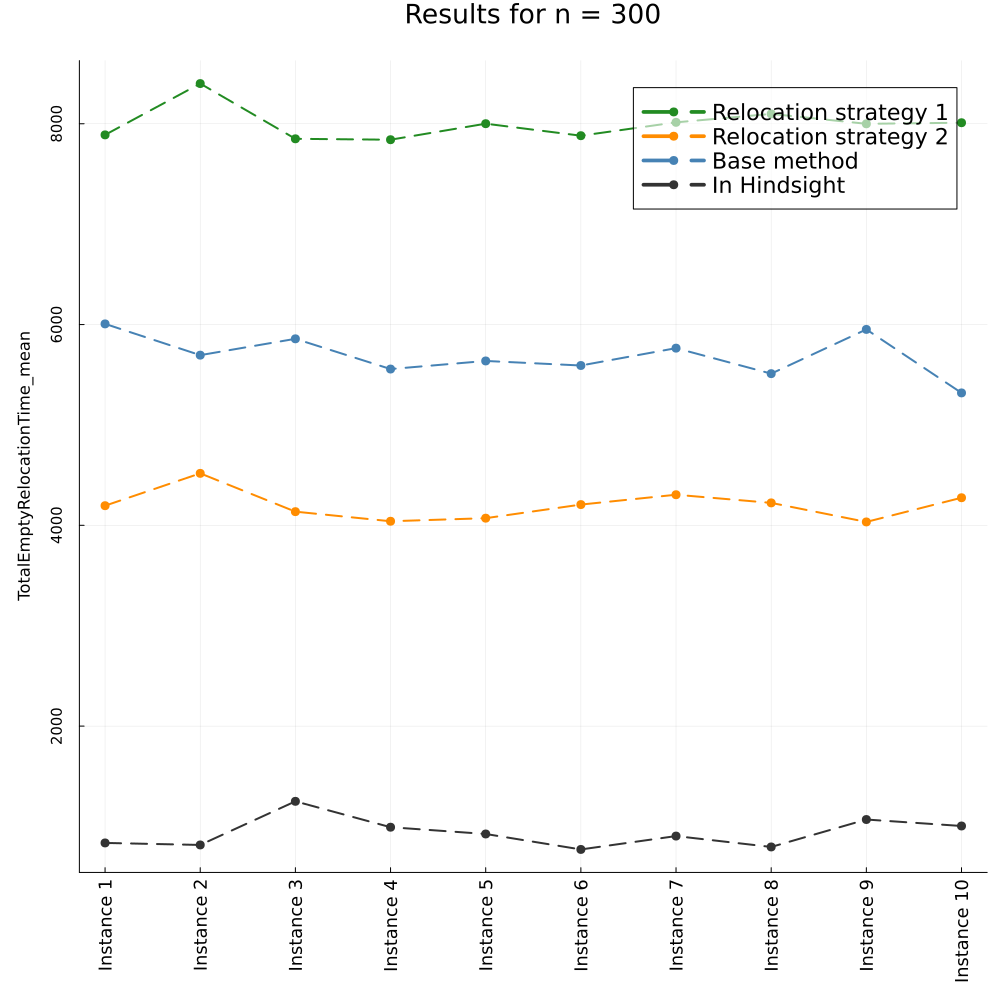 Results for n = 300
Relocation strategy 1
Relocation strategy 2
Base method
In Hindsight
TotalEmptyRelocationTime_mean
8000
6000
4000
2000
Instance 1
Instance 2
Instance 3
Instance 4
Instance 5
Instance 6
Instance 7
Instance 8
Instance 9
Instance 10